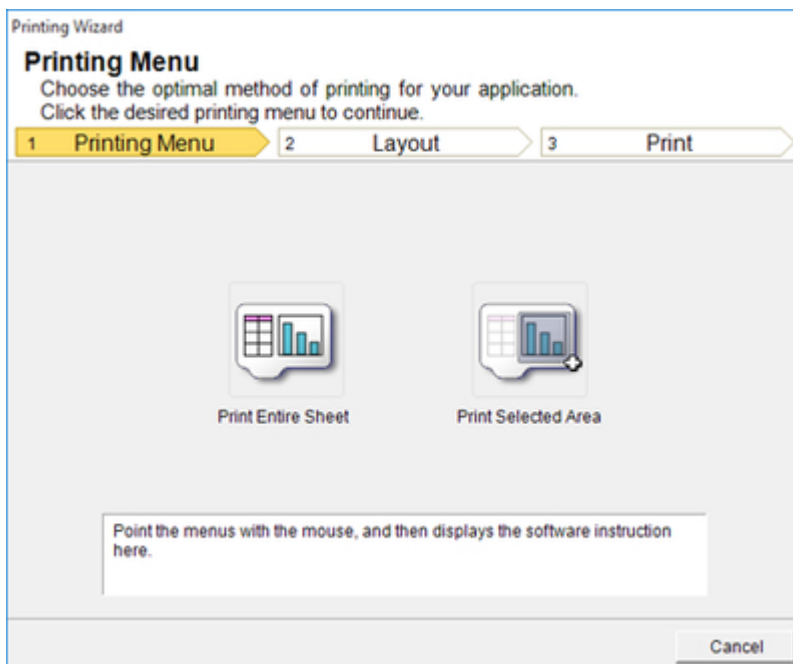 Printing Wizard
Printing Menu
Choose the optimal method of printing for your application.
Click the desired printing menu to continue.
1 Printing Menu 2 Layout 3 Print
Print Entire Sheet Print Selected Area
Point the menus with the mouse, and then displays the software instruction
here.
Cancel